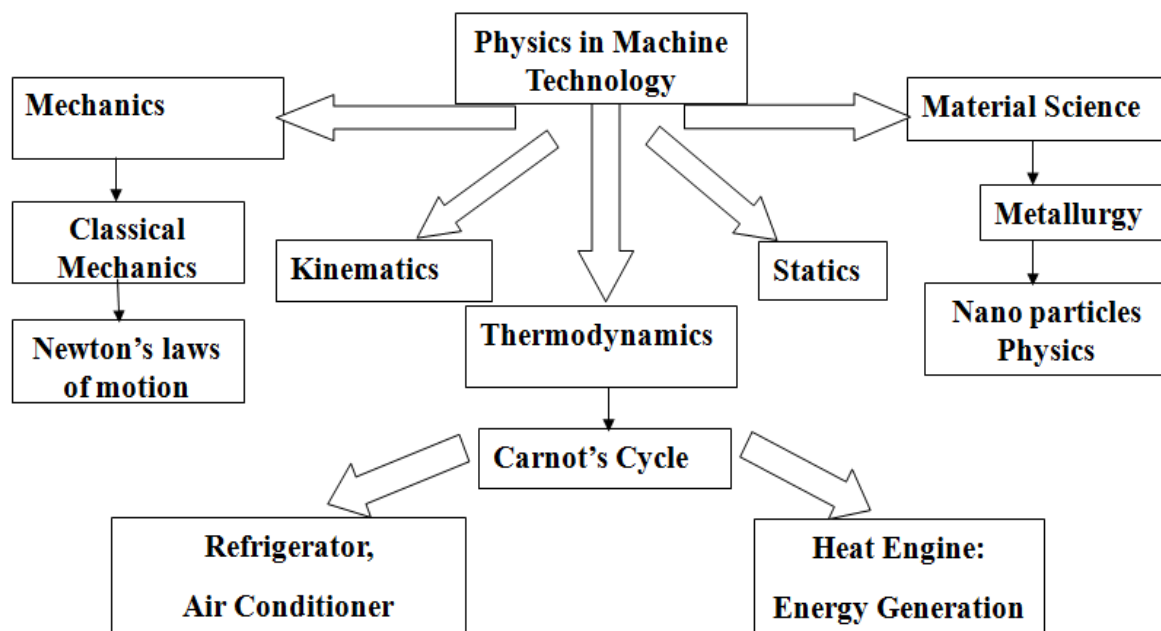 Physics in Machine
Technology
Mechanics
Material Science
Classical
Mechanics
Metallurgy
Kinematics
Statics
Newton’s laws
of motion
Thermodynamics
Nano particles
Physics
Carnot’s Cycle
Refrigerator,
Air Conditioner
Heat Engine:
Energy Generation